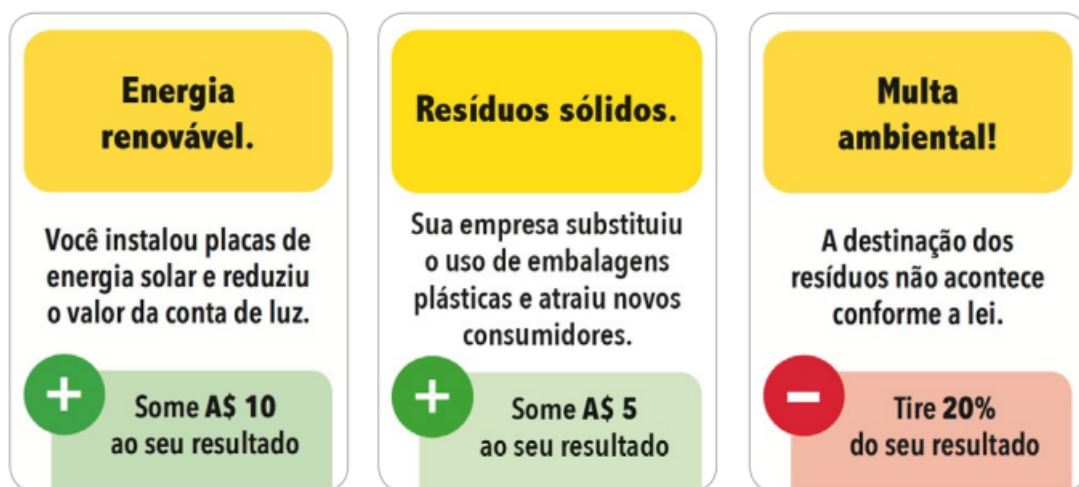 Energia
renovável.
Você instalou placas de
energia solar e reduziu
o valor da conta de luz.
+
Some A$ 10
ao seu resultado
Resíduos sólidos.
Sua empresa substituiu
o uso de embalagens
plásticas e atraiu novos
consumidores.
+
Some A$ 5
ao seu resultado
Multa
ambiental!
A destinação dos
resíduos não acontece
conforme a lei.
−
Tire 20%
do seu resultado